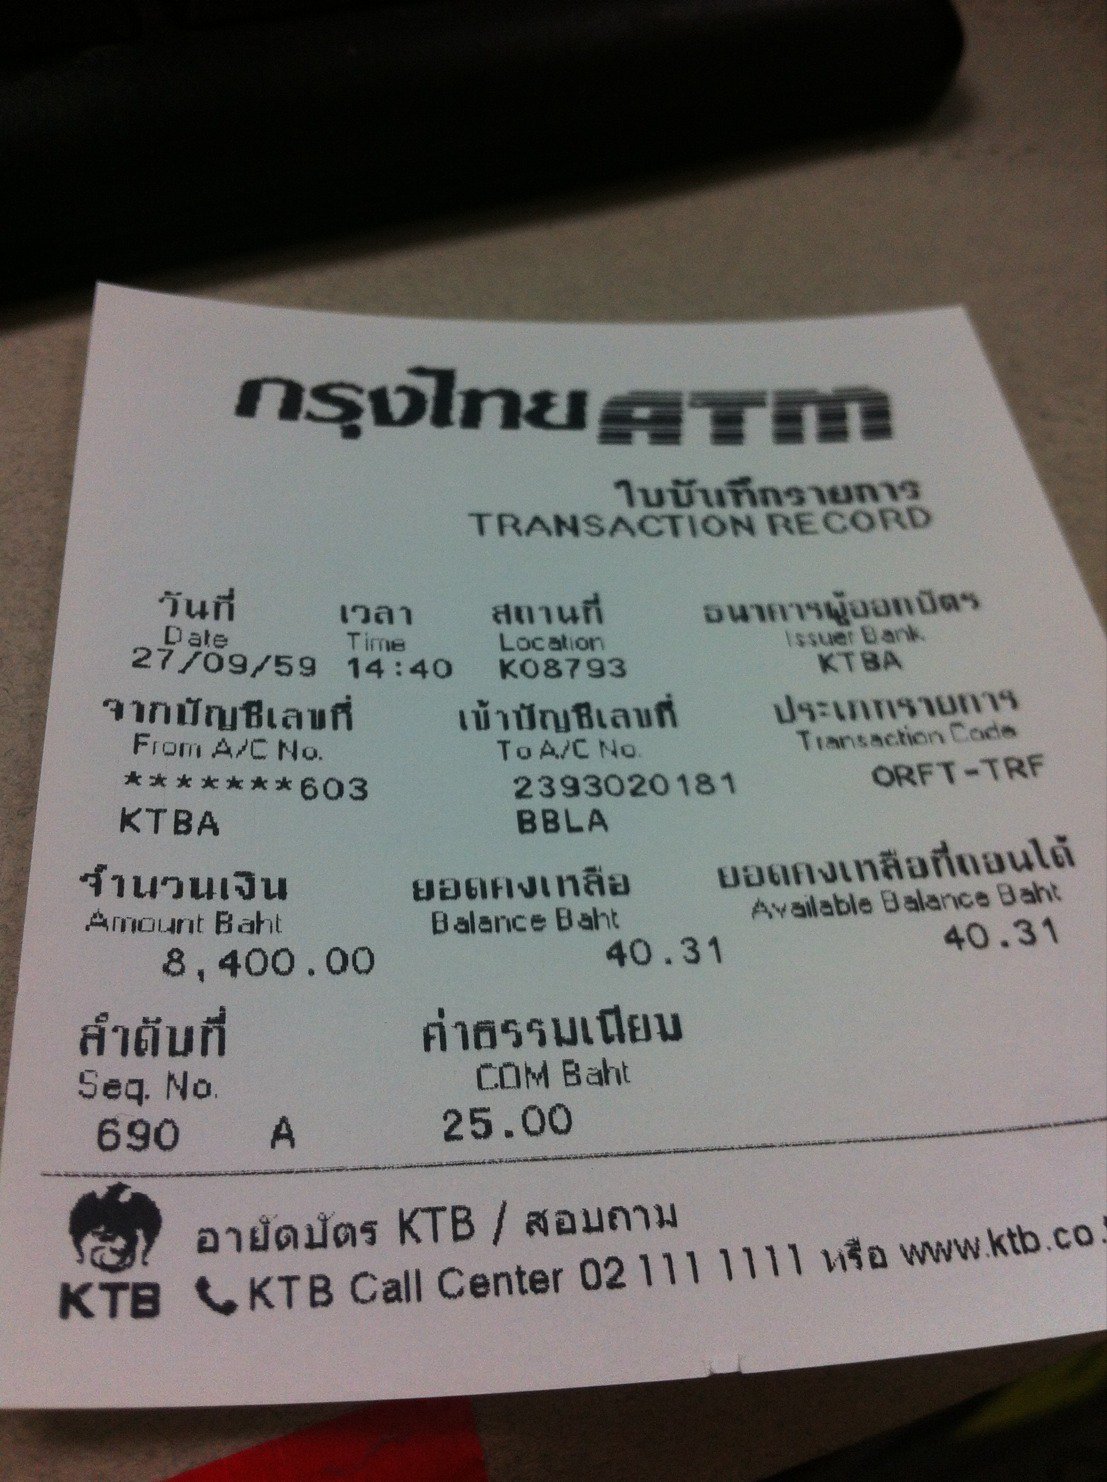 กรุงไทย ATM
ใบบันทึกรายการ
TRANSACTION RECORD
วันที่ เวลา สถานที่ ธนาคารผู้ออกบัตร
Date Time Location Issuer Bank
27/09/59 14:40 K08793 KTBA
จากบัญชีเลขที่ เข้าบัญชีเลขที่ ประเภทรายการ
From A/C No. To A/C No. Transaction Code
*******603 2393020181 ORFT-TRF
KTBA BBLA
จำนวนเงิน ยอดคงเหลือ ยอดคงเหลือที่ถอนได้
Amount Baht Balance Baht Available Balance Baht
8,400.00 40.31 40.31
ลำดับที่ ค่าธรรมเนียม
Seq. No. COM Baht
690 A 25.00
อายัดบัตร KTB / สอบถาม
KTB KTB Call Center 02 111 1111 หรือ www.ktb.co.